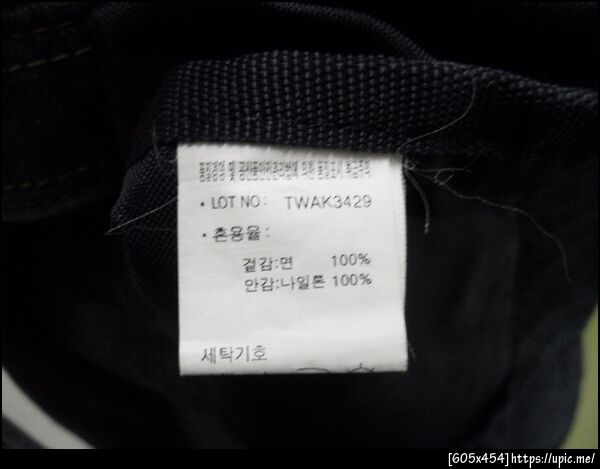 • LOT NO: TWAK3429
•혼용율:
겉감:면 100%
안감:나일론 100%
세탁기호
[605x454]https://upic.me/